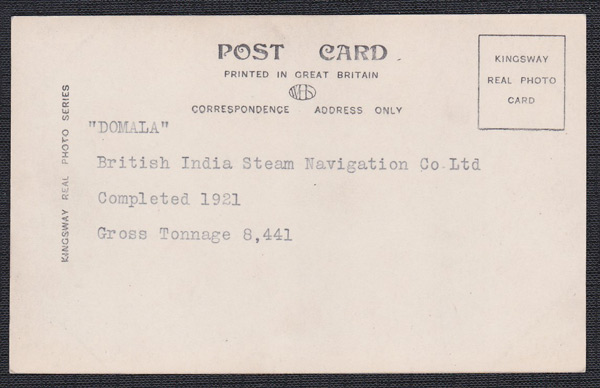 POST CARD
PRINTED IN GREAT BRITAIN
WHS
CORRESPONDENCE ADDRESS ONLY
KINGSWAY
REAL PHOTO
CARD
KINGSWAY REAL PHOTO SERIES
"DOMALA"
British India Steam Navigation Co.Ltd
Completed 1921
Gross Tonnage 8,441